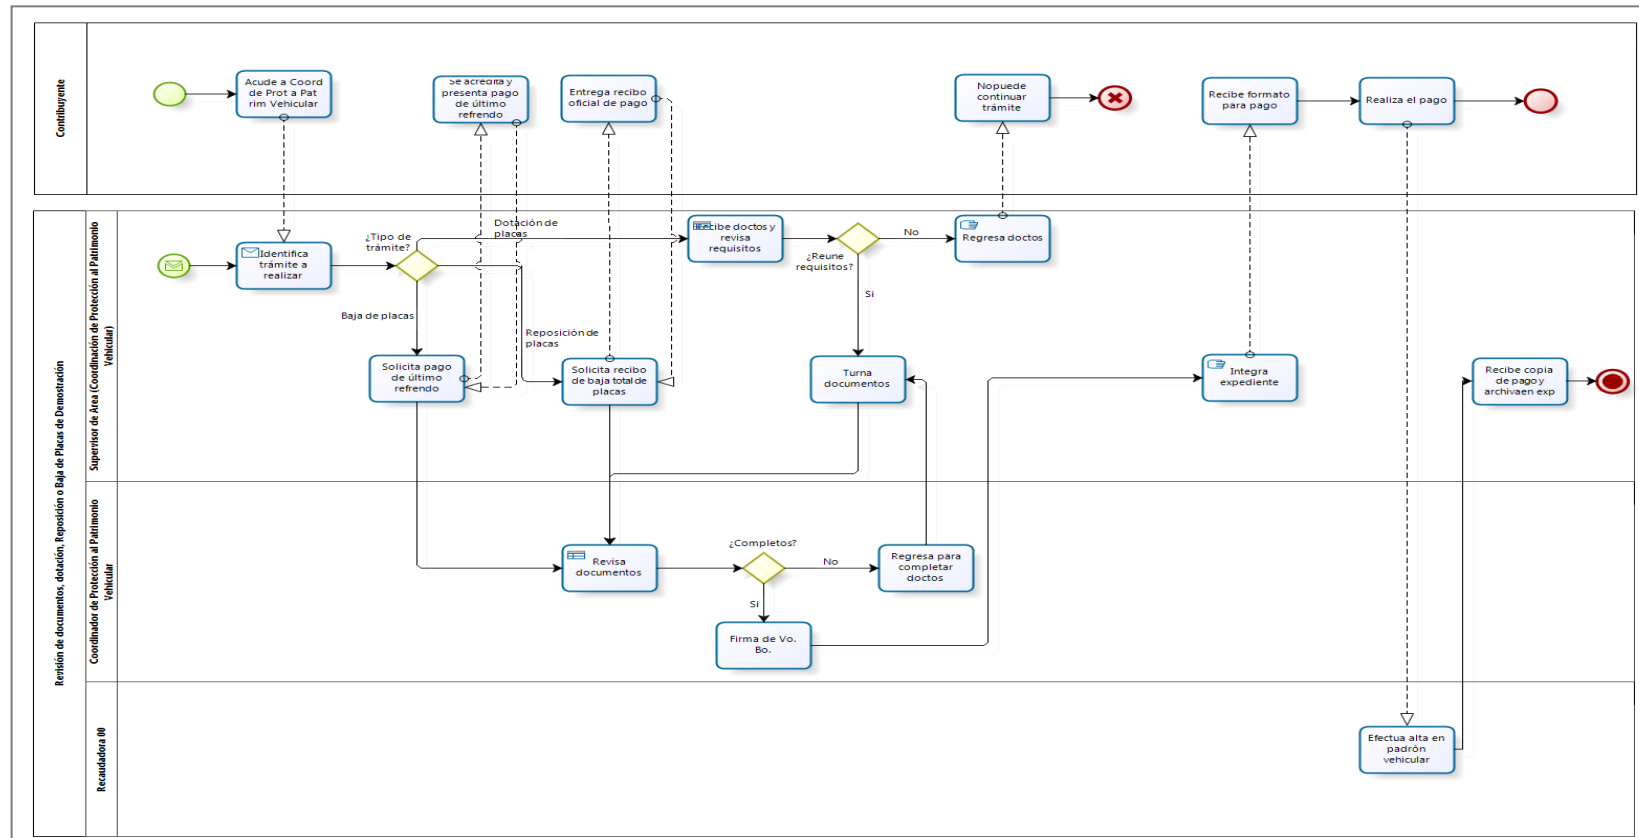 Contribuyente
Acude a Coord
de Prot a Pat
rim Vehicular
Se acredita y
presenta pago
de último
refrendo
Entrega recibo
oficial de pago
Nopuede
continuar
trámite
Recibe formato
para pago
Realiza el pago
Revisión de documentos, dotación, Reposición o Baja de Placas de Demostración
Supervisor de Area (Coordinación de Protección al Patrimonio
Vehicular)
Identifica
trámite a
realizar
¿Tipo de
trámite?
Dotación de
placas
Recibe doctos y
revisa
requisitos
¿Reune
requisitos?
No
Regresa doctos
Si
Baja de placas
Reposición de
placas
Solicita pago
de último
refrendo
Solicita recibo
de baja total de
placas
Turna
documentos
Integra
expediente
Recibe copia
de pago y
archivaen exp
Coordinador de Protección al Patrimonio
Vehicular
Revisa
documentos
¿Completos?
No
Regresa para
completar
doctos
Si
Firma de Vo.
Bo.
Recaudadora 00
Efectua alta en
padrón
vehicular